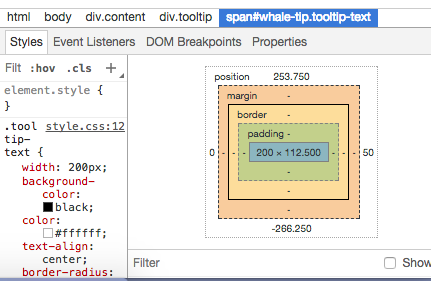 html body div.content div.tooltip span#whale-tip.tooltip-text
Styles Event Listeners DOM Breakpoints Properties
Filt :hov .cls +
element.style {
}
.tool style.css:12
tip-
text {
width: 200px;
background-
color:
black;
color:
#ffffff;
text-align:
center;
border-radius:
position 253.750
margin -
border -
padding -
0 - - - 200 × 112.500 - - - 50
-
-
-
-266.250
Filter Show